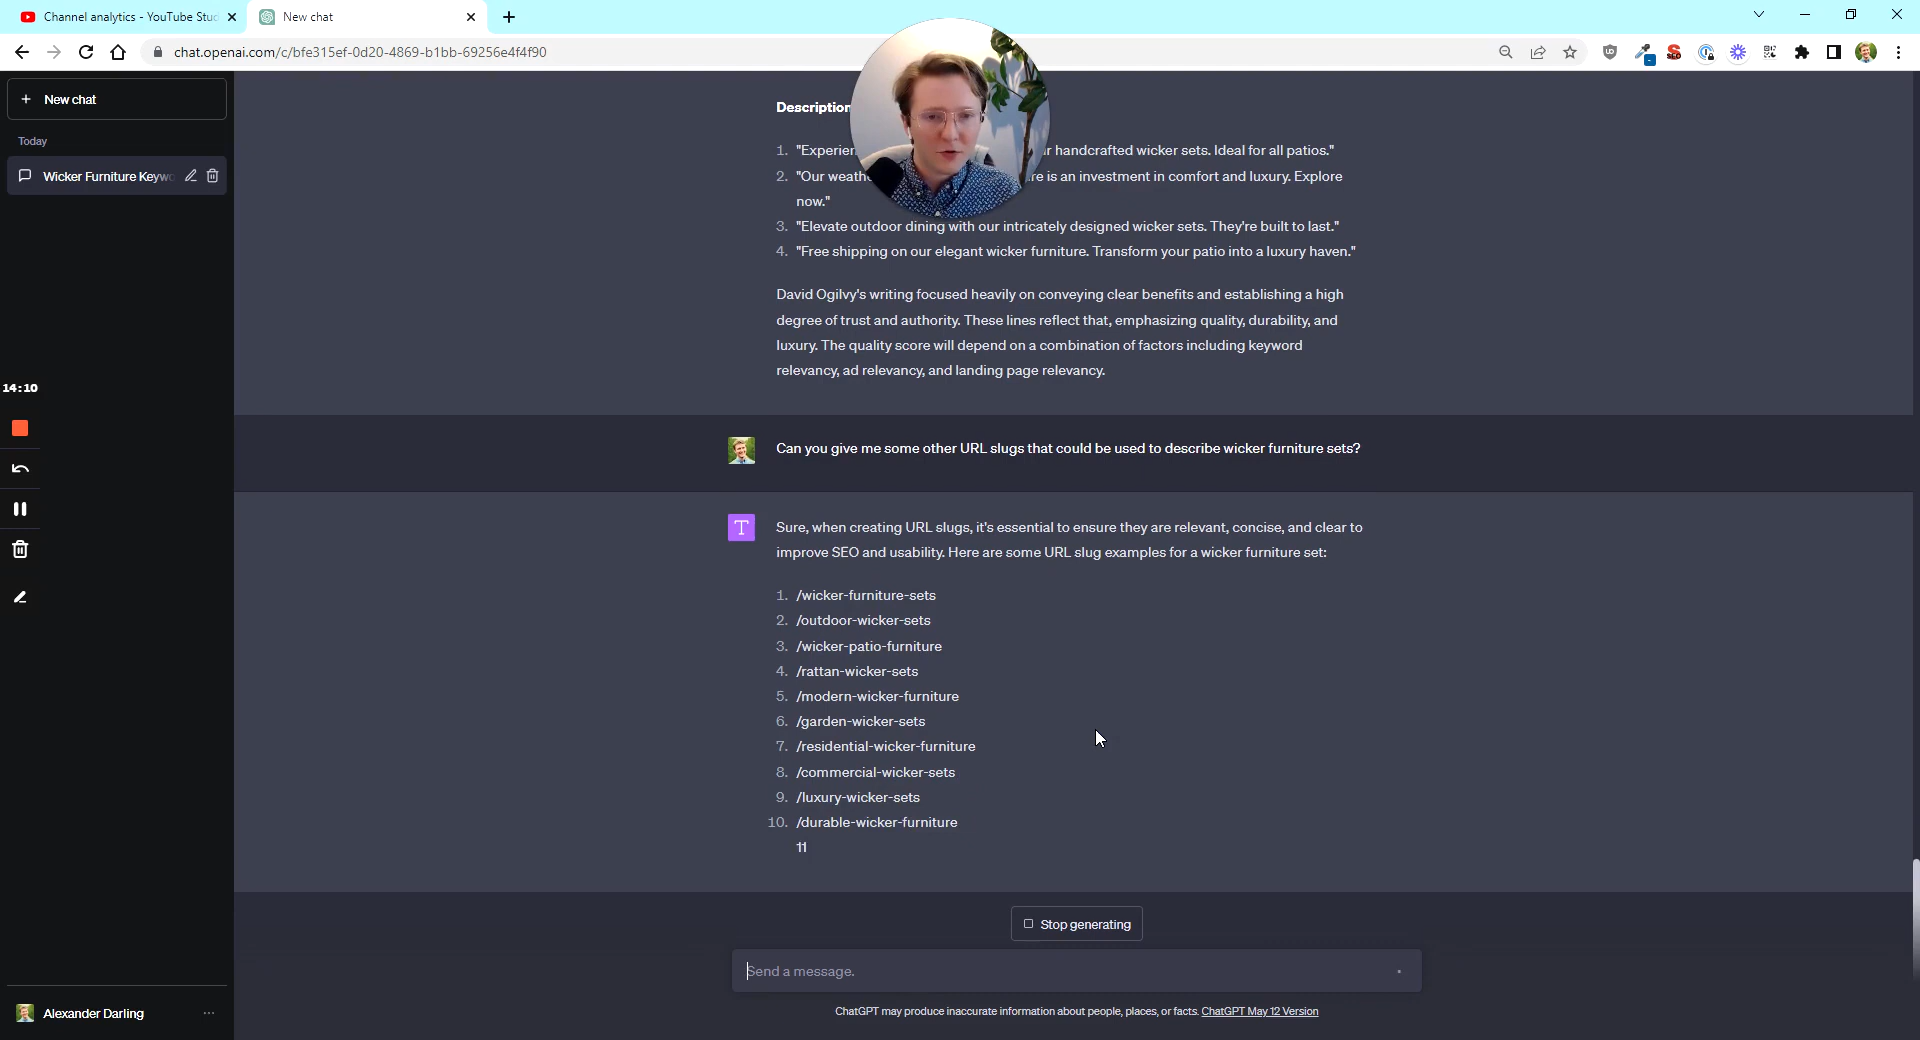 Channel analytics - YouTube Stu
New chat
chat.openai.com/c/bfe315ef-0d20-4869-b1bb-69256e4f4f90
+ New chat
Today
Wicker Furniture Keyw
14:10
Alexander Darling
Description
1. "Experien r handcrafted wicker sets. Ideal for all patios."
2. "Our weath re is an investment in comfort and luxury. Explore
now."
3. "Elevate outdoor dining with our intricately designed wicker sets. They're built to last."
4. "Free shipping on our elegant wicker furniture. Transform your patio into a luxury haven."
David Ogilvy's writing focused heavily on conveying clear benefits and establishing a high
degree of trust and authority. These lines reflect that, emphasizing quality, durability, and
luxury. The quality score will depend on a combination of factors including keyword
relevancy, ad relevancy, and landing page relevancy.
Can you give me some other URL slugs that could be used to describe wicker furniture sets?
T
Sure, when creating URL slugs, it's essential to ensure they are relevant, concise, and clear to
improve SEO and usability. Here are some URL slug examples for a wicker furniture set:
1. /wicker-furniture-sets
2. /outdoor-wicker-sets
3. /wicker-patio-furniture
4. /rattan-wicker-sets
5. /modern-wicker-furniture
6. /garden-wicker-sets
7. /residential-wicker-furniture
8. /commercial-wicker-sets
9. /luxury-wicker-sets
10. /durable-wicker-furniture
11
Stop generating
Send a message.
ChatGPT may produce inaccurate information about people, places, or facts. ChatGPT May 12 Version